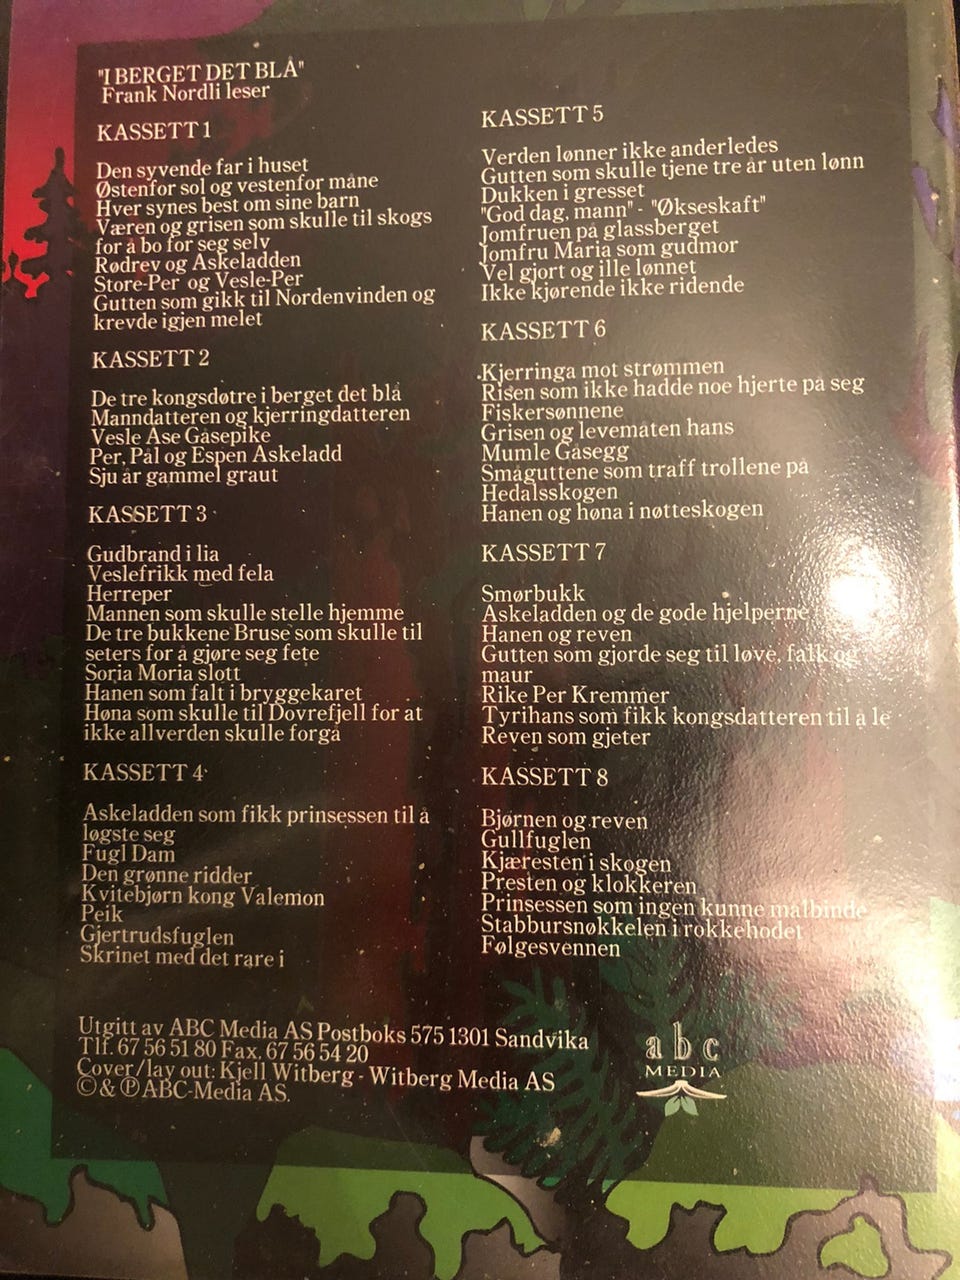 "I BERGET DET BLÅ"
Frank Nordli leser
KASSETT 1
Den syvende far i huset
Østenfor sol og vestenfor måne
Hver synes best om sine barn
Væren og grisen som skulle til skogs
for å bo for seg selv
Rødrev og Askeladden
Store-Per og Vesle-Per
Gutten som gikk til Nordenvinden og
krevde igjen melet
KASSETT 2
De tre kongsdøtre i berget det blå
Manndatteren og kjerringdatteren
Vesle Åse Gåsepike
Per, Pål og Espen Askeladd
Sju år gammel graut
KASSETT 3
Gudbrand i lia
Veslefrikk med fela
Herreper
Mannen som skulle stelle hjemme
De tre bukkene Bruse som skulle til
seters for å gjøre seg fete
Soria Moria slott
Hanen som falt i bryggekaret
Høna som skulle til Dovrefjell for at
ikke allverden skulle forgå
KASSETT 4
Askeladden som fikk prinsessen til å
løgste seg
Fugl Dam
Den grønne ridder
Kvitebjørn kong Valemon
Peik
Gjertrudsfuglen
Skrinet med det rare i
KASSETT 5
Verden lønner ikke anderledes
Gutten som skulle tjene tre år uten lønn
Dukken i gresset
"God dag, mann" - "Økseskaft"
Jomfruen på glassberget
Jomfru Maria som gudmor
Vel gjort og ille lønnet
Ikke kjørende ikke ridende
KASSETT 6
Kjerringa mot strømmen
Risen som ikke hadde noe hjerte på seg
Fiskersønnene
Grisen og levemåten hans
Mumle Gåsegg
Småguttene som traff trollene på
Hedalsskogen
Hanen og høna i nøtteskogen
KASSETT 7
Smørbukk
Askeladden og de gode hjelperne
Hanen og reven
Gutten som gjorde seg til løve, falk og
maur
Rike Per Kremmer
Tyrihans som fikk kongsdatteren til å le
Reven som gjeter
KASSETT 8
Bjørnen og reven
Gullfuglen
Kjæresten i skogen
Presten og klokkeren
Prinsessen som ingen kunne målbinde
Stabbursnøkkelen i rokkehodet
Følgesvennen
Utgitt av ABC Media AS Postboks 575 1301 Sandvika
Tlf. 67 56 51 80 Fax. 67 56 54 20
Cover/lay out: Kjell Witberg - Witberg Media AS
© & ℗ ABC-Media AS.
abc
MEDIA